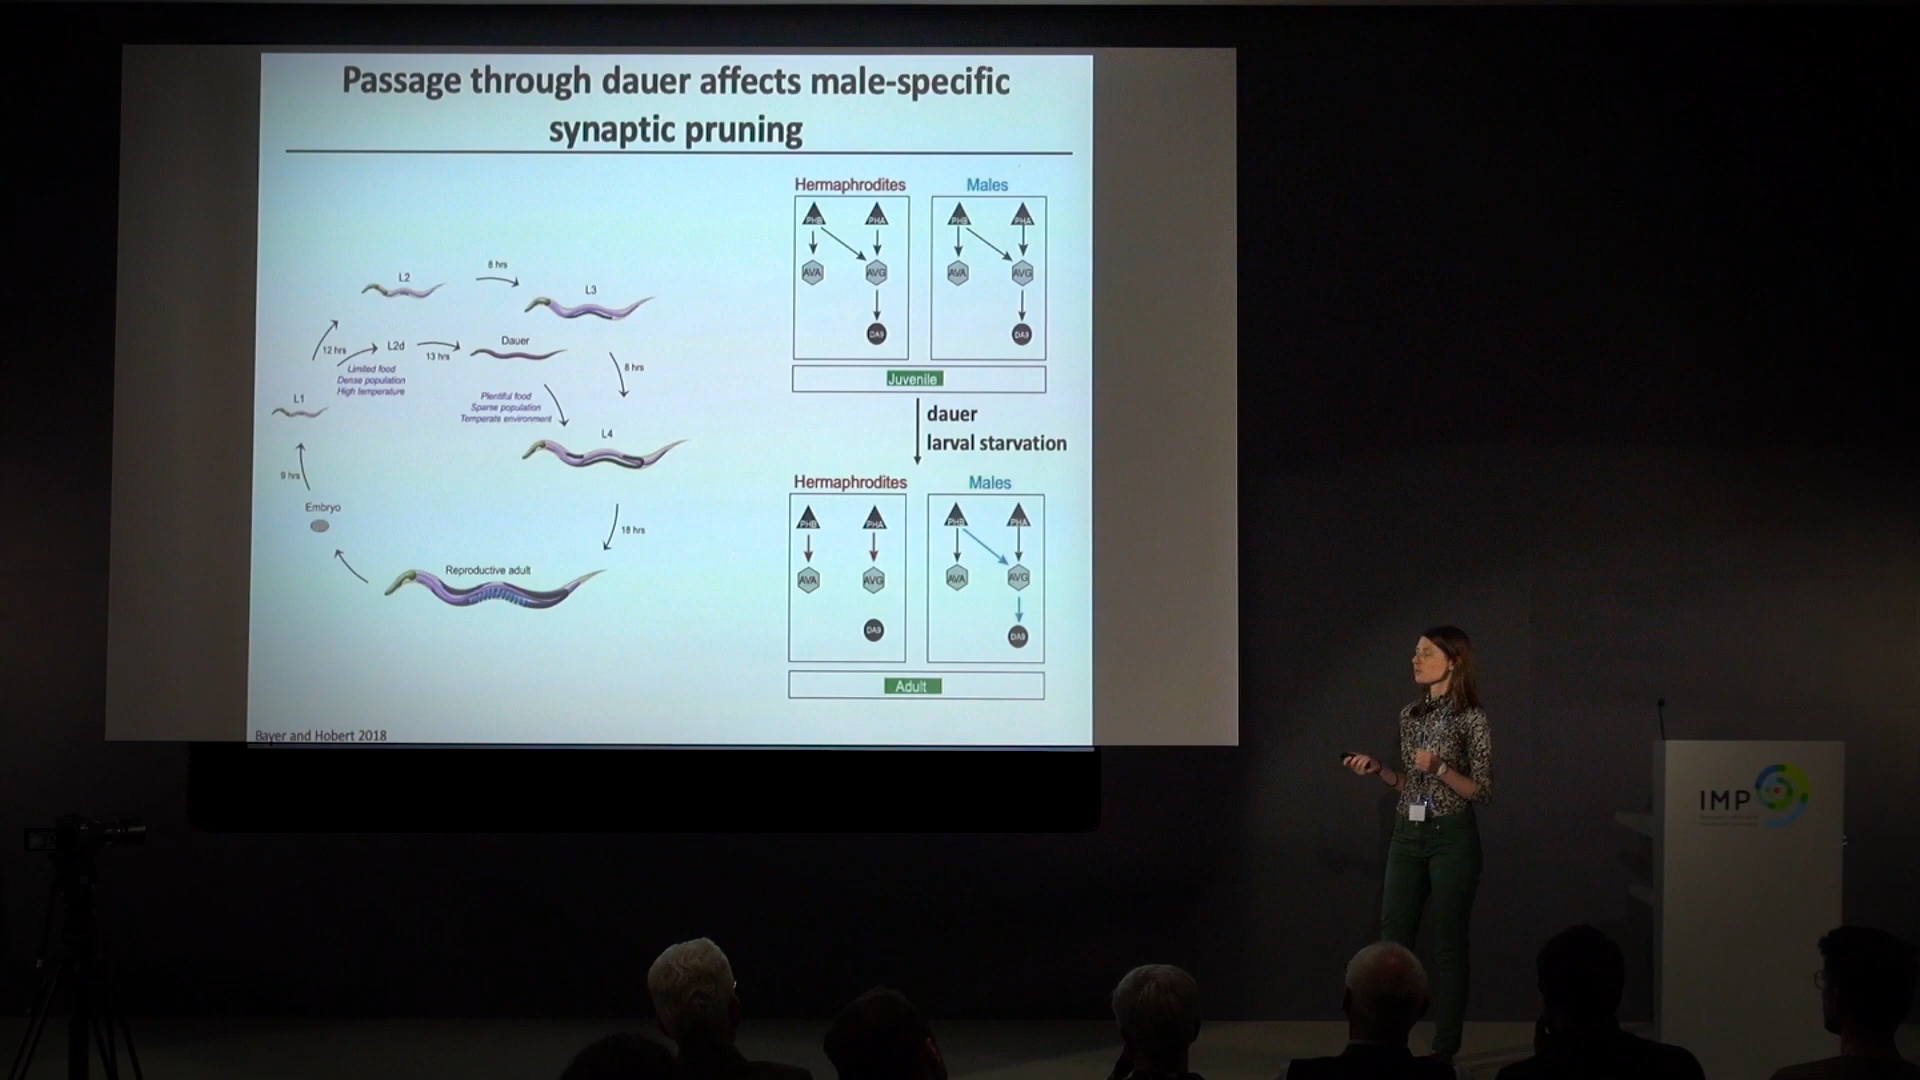 Passage through dauer affects male-specific
synaptic pruning
L2
8 hrs
L3
12 hrs
L2d
13 hrs
Dauer
Limited food
Dense population
High temperature
8 hrs
L1
Plentiful food
Sparse population
Temperate environment
L4
9 hrs
Embryo
18 hrs
Reproductive adult
Hermaphrodites
Males
PHB
PHA
PHB
PHA
AVA
AVG
AVA
AVG
DA9
DA9
Juvenile
dauer
larval starvation
Hermaphrodites
Males
PHB
PHA
PHB
PHA
AVA
AVG
AVA
AVG
DA9
DA9
Adult
Bayer and Hobert 2018
IMP